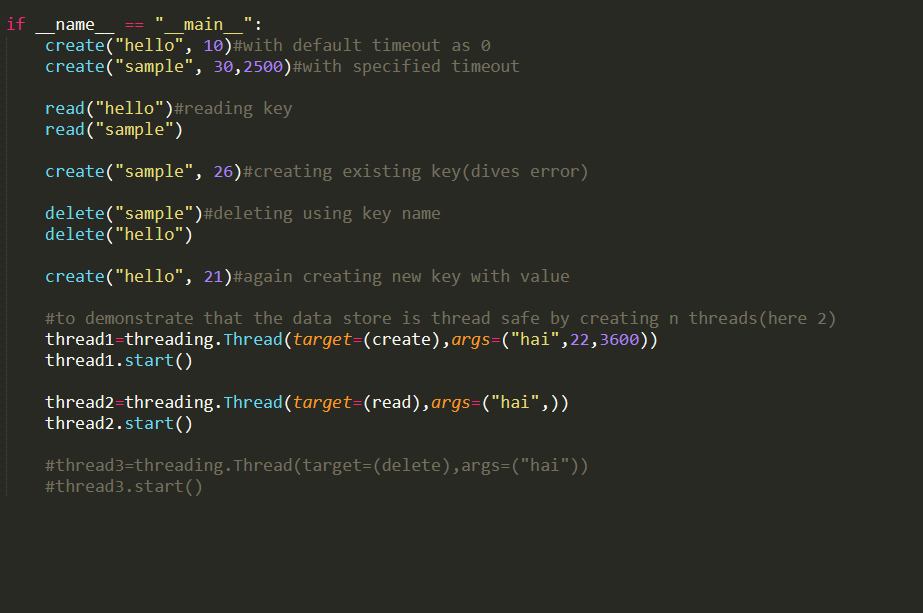 if __name__ == "__main__":
    create("hello", 10)#with default timeout as 0
    create("sample", 30,2500)#with specified timeout

    read("hello")#reading key
    read("sample")

    create("sample", 26)#creating existing key(dives error)

    delete("sample")#deleting using key name
    delete("hello")

    create("hello", 21)#again creating new key with value

    #to demonstrate that the data store is thread safe by creating n threads(here 2)
    thread1=threading.Thread(target=(create),args=("hai",22,3600))
    thread1.start()

    thread2=threading.Thread(target=(read),args=("hai",))
    thread2.start()

    #thread3=threading.Thread(target=(delete),args=("hai"))
    #thread3.start()